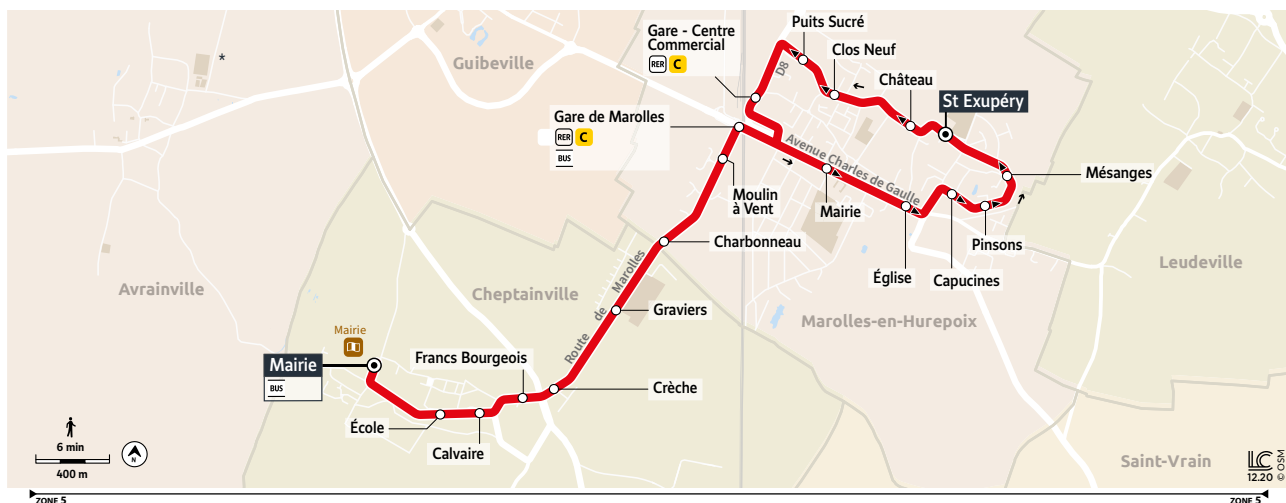 Puits Sucré
Gare - Centre
Commercial
RER C
Clos Neuf
D8
Guibeville
Château
St Exupéry
Gare de Marolles
RER C
BUS
Avenue Charles de Gaulle
Mésanges
Moulin
à Vent
Mairie
Pinsons
Charbonneau
Église
Capucines
Leudeville
Avrainville
Cheptainville
Route de Marolles
Graviers
Marolles-en-Hurepoix
Mairie
Mairie
BUS
Francs Bourgeois
Crèche
École
Calvaire
6 min
400 m
N
Saint-Vrain
LC
12.20
© OSM
ZONE 5
ZONE 5
*